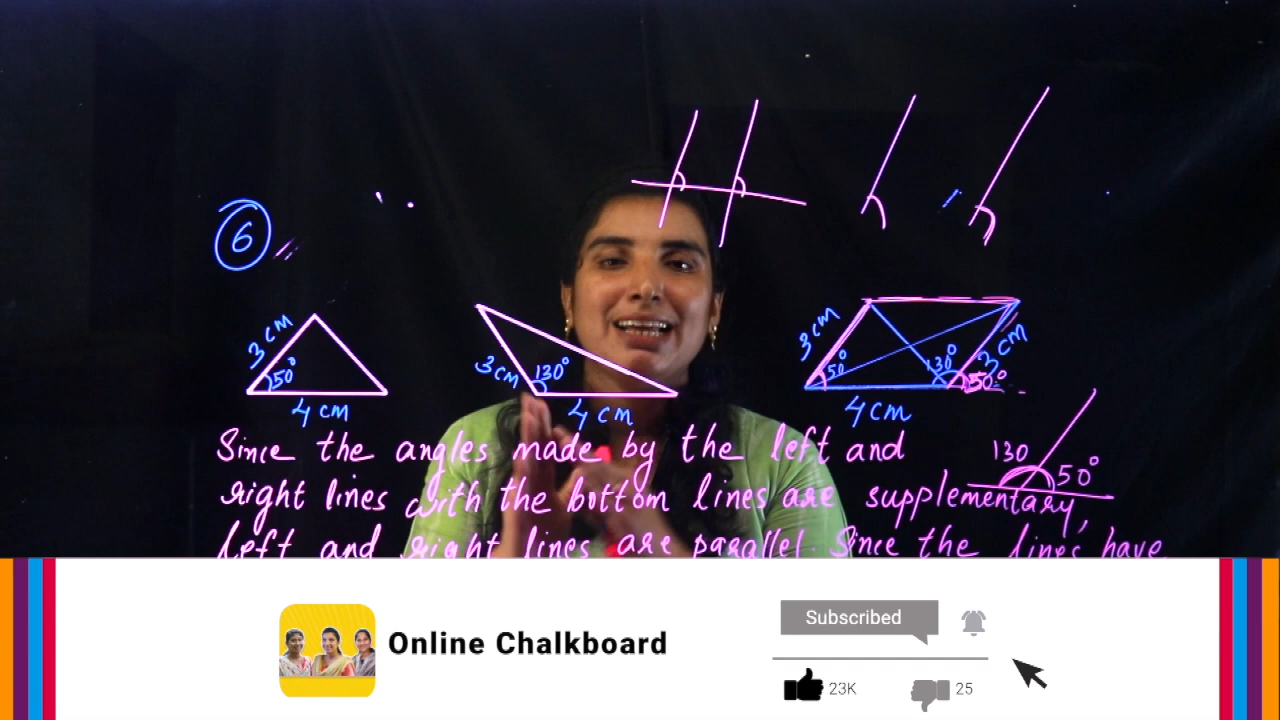 6
3 cm
50°
4 cm
3 cm
130°
4 cm
3 cm
50°
130°
3 cm
50°
4 cm
130
50°
Since the angles made by the left and
right lines with the bottom lines are supplementary,
left and right lines are parallel. Since the lines have
Online Chalkboard
Subscribed
23K
25